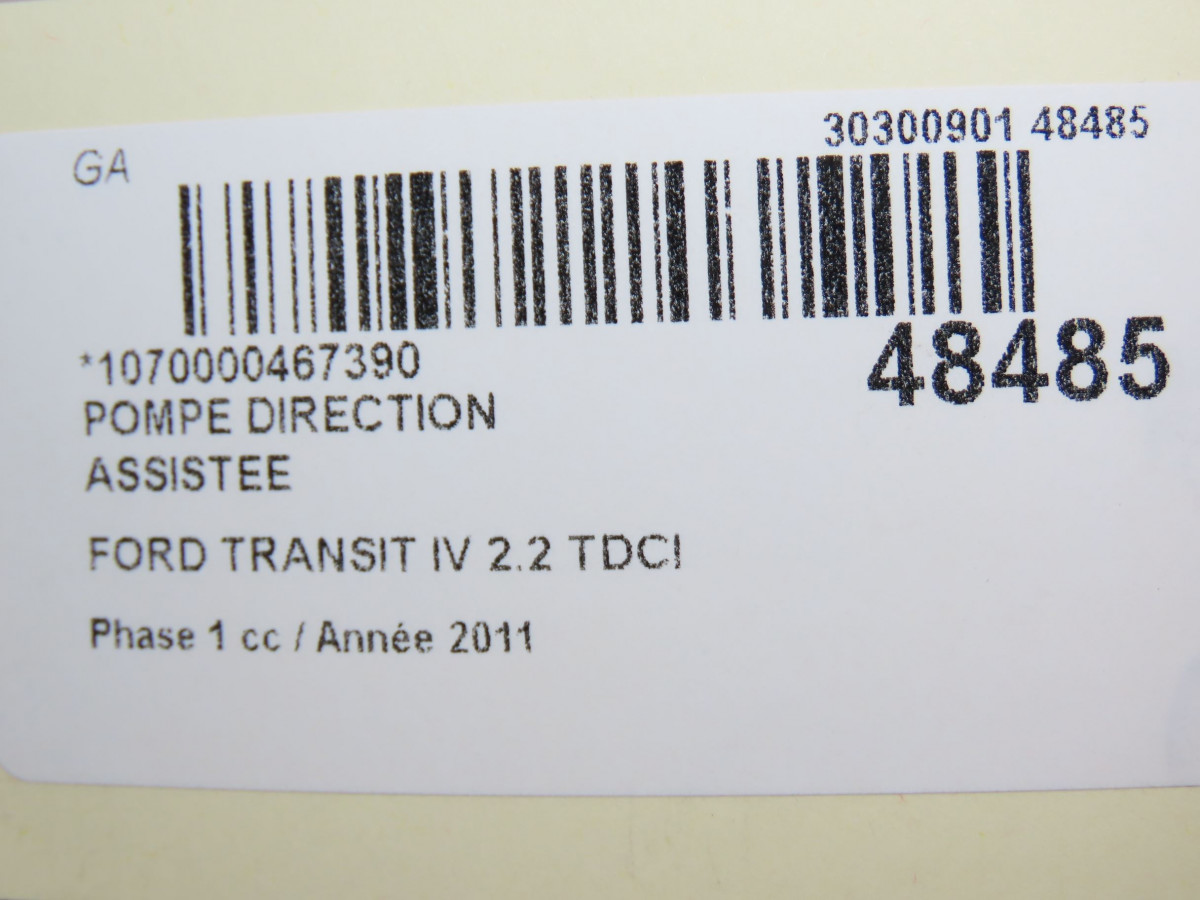 30300901 48485
GA
48485
*1070000467390
POMPE DIRECTION
ASSISTEE
FORD TRANSIT IV 2.2 TDCI
Phase 1 cc / Année 2011